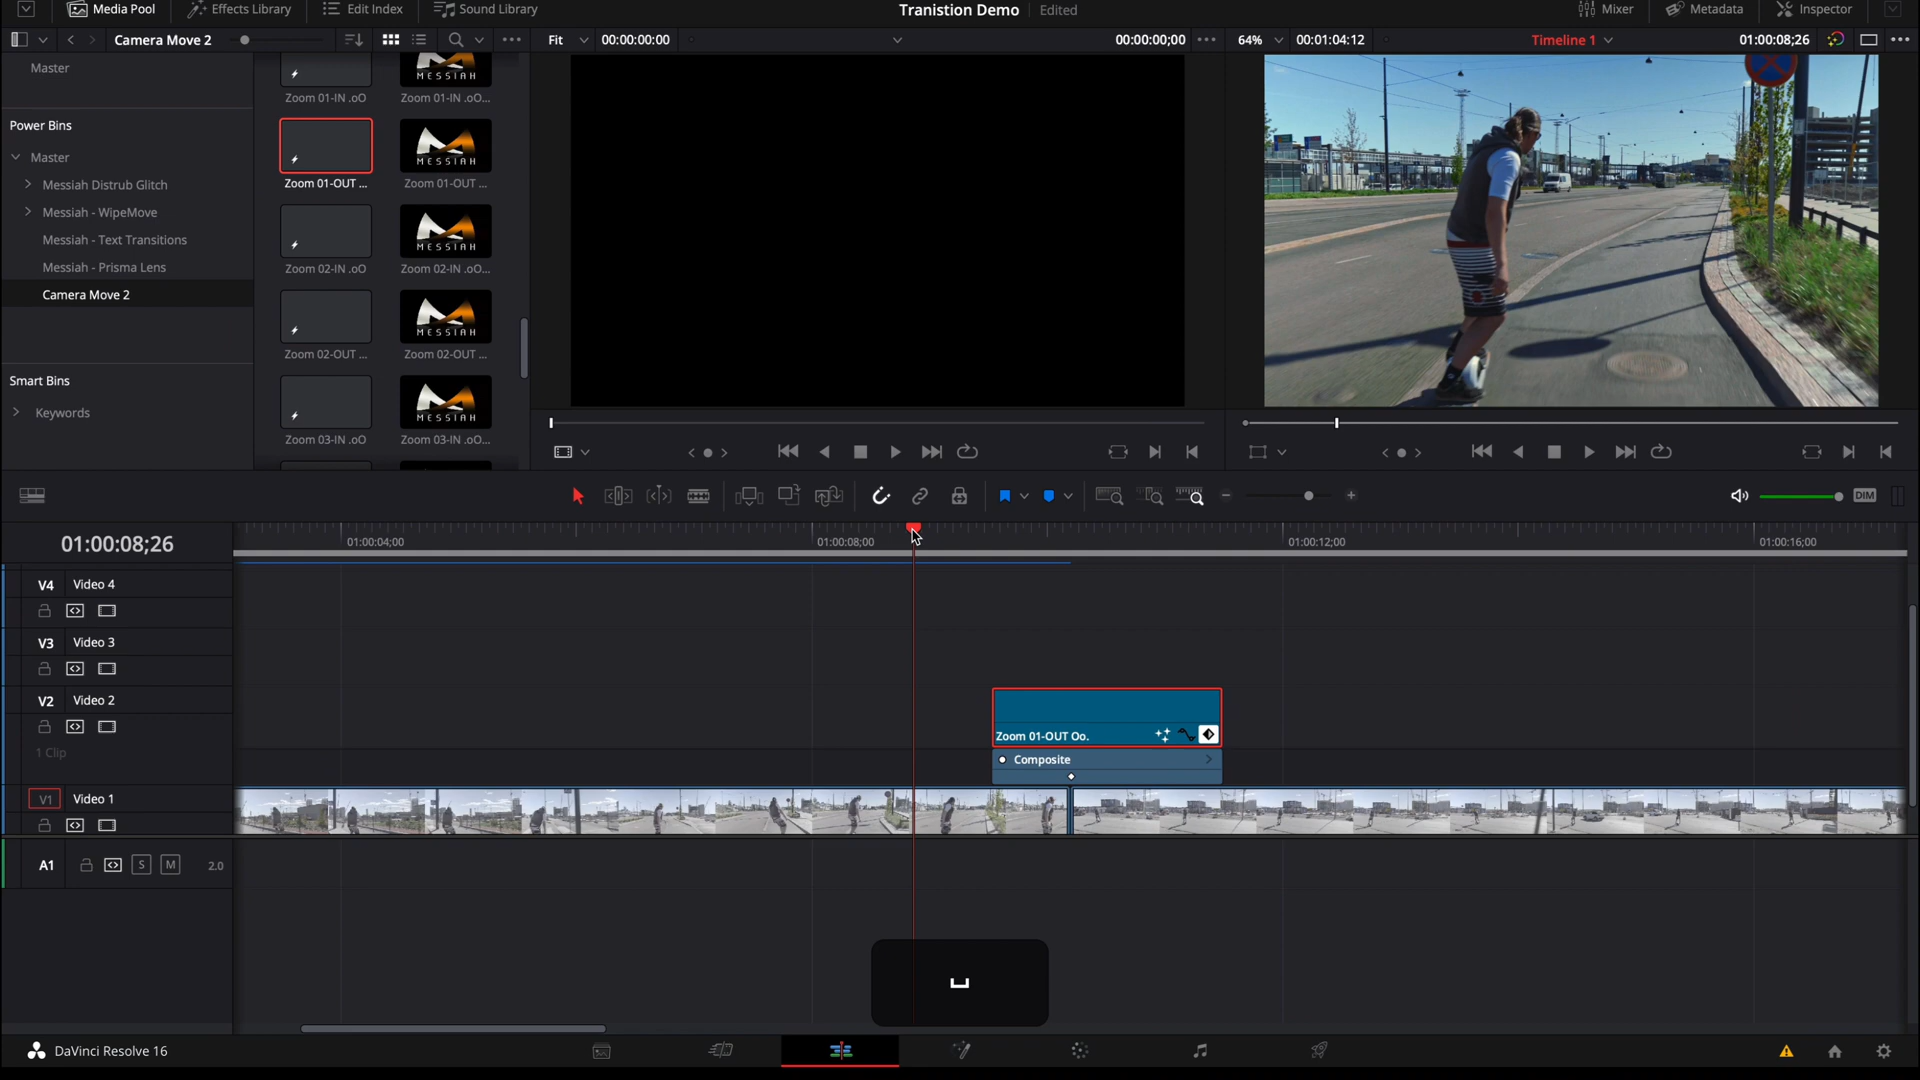 Media Pool
Effects Library
Edit Index
Sound Library
Transtion Demo
Edited
Mixer
Metadata
Inspector
Camera Move 2
Fit
00:00:00:00
00:00:00;00
64%
00:01:04:12
Timeline 1
01:00:08;26
Master
Power Bins
Master
Messiah Distrub Glitch
Messiah - WipeMove
Messiah - Text Transitions
Messiah - Prisma Lens
Camera Move 2
Smart Bins
Keywords
Zoom 01-IN .oO
Zoom 01-IN .oO...
MESSIAH
MESSIAH
Zoom 01-OUT ...
Zoom 01-OUT ...
MESSIAH
Zoom 02-IN .oO
Zoom 02-IN .oO...
MESSIAH
Zoom 02-OUT ...
Zoom 02-OUT ...
MESSIAH
Zoom 03-IN .oO
Zoom 03-IN .oO...
DIM
01:00:08;26
01:00:04;00
01:00:08;00
01:00:12;00
01:00:16;00
V4
Video 4
V3
Video 3
V2
Video 2
1 Clip
Zoom 01-OUT Oo.
Composite
V1
Video 1
A1
S
M
2.0
DaVinci Resolve 16